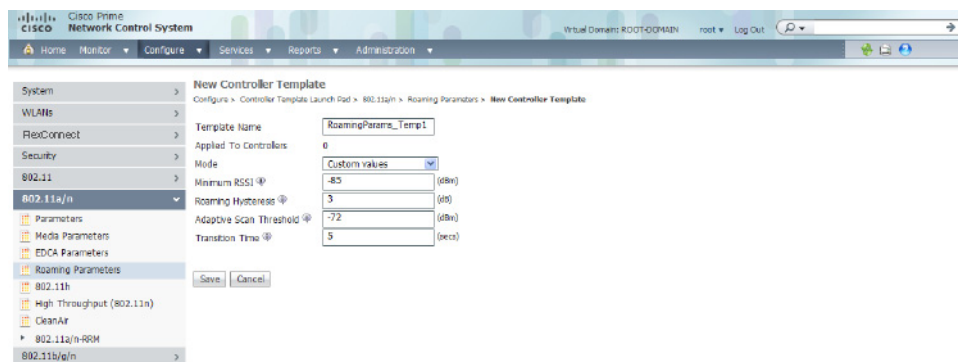 Cisco Prime
CISCO Network Control System
Virtual Domain: ROOT-DOMAIN root Log Out
Home Monitor Configure Services Reports Administration
System
WLANs
FlexConnect
Security
802.11
802.11a/n
Parameters
Media Parameters
EDCA Parameters
Roaming Parameters
802.11h
High Throughput (802.11n)
CleanAir
802.11a/n-RRM
802.11b/g/n
New Controller Template
Configure > Controller Template Launch Pad > 802.11a/n > Roaming Parameters > New Controller Template
Template Name RoamingParams_Temp1
Applied To Controllers 0
Mode Custom values
Minimum RSSI -85 (dBm)
Roaming Hysteresis 3 (dB)
Adaptive Scan Threshold -72 (dBm)
Transition Time 5 (secs)
Save Cancel